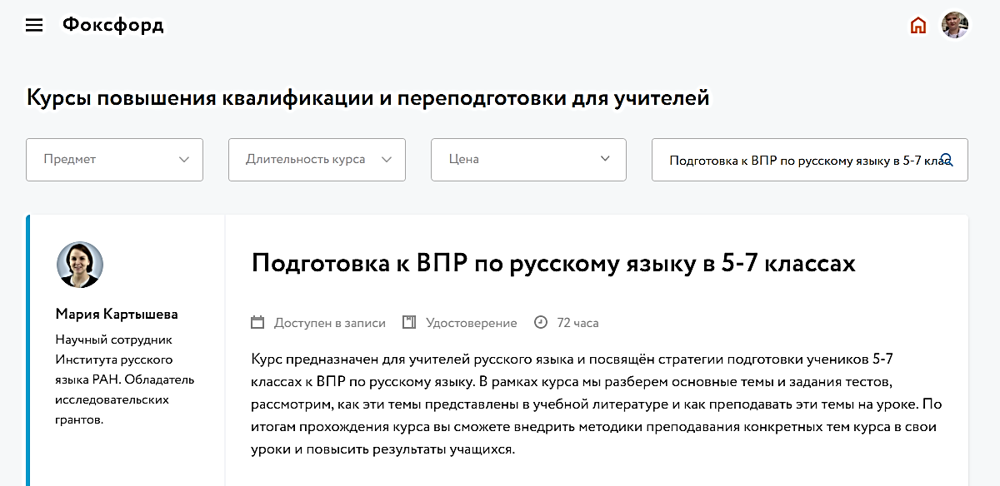 Фоксфорд
Курсы повышения квалификации и переподготовки для учителей
Предмет
Длительность курса
Цена
Подготовка к ВПР по русскому языку в 5-7 клас
Подготовка к ВПР по русскому языку в 5-7 классах
Доступен в записи
Удостоверение
72 часа
Мария Картышева
Научный сотрудник
Института русского
языка РАН. Обладатель
исследовательских
грантов.
Курс предназначен для учителей русского языка и посвящён стратегии подготовки учеников 5-7
классах к ВПР по русскому языку. В рамках курса мы разберем основные темы и задания тестов,
рассмотрим, как эти темы представлены в учебной литературе и как преподавать эти темы на уроке. По
итогам прохождения курса вы сможете внедрить методики преподавания конкретных тем курса в свои
уроки и повысить результаты учащихся.